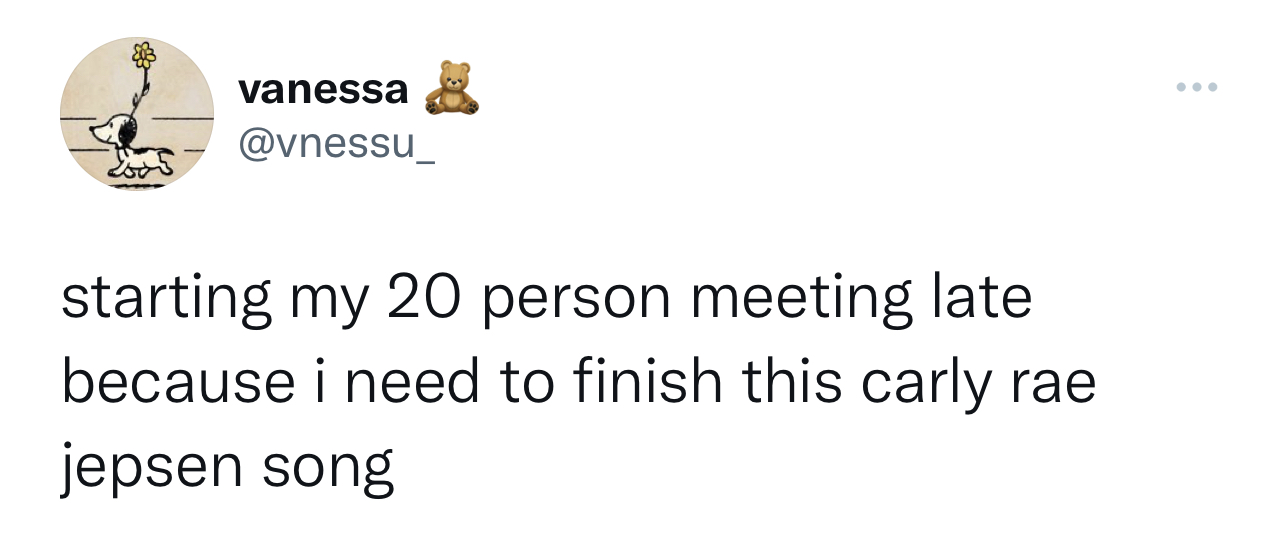 vanessa 🧸
@vnessu_
starting my 20 person meeting late
because i need to finish this carly rae
jepsen song